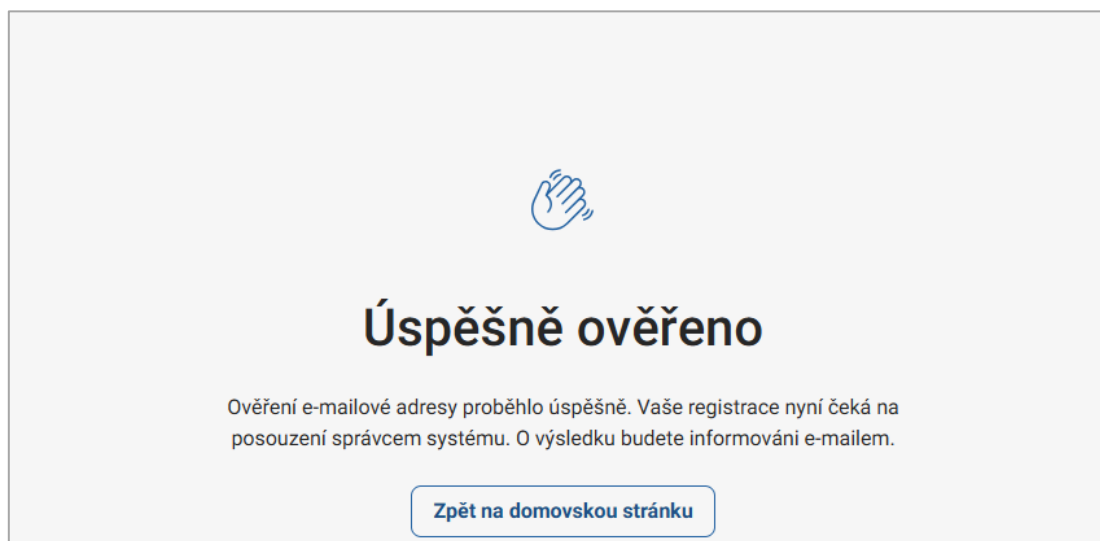 Úspěšně ověřeno
Ověření e-mailové adresy proběhlo úspěšně. Vaše registrace nyní čeká na
posouzení správcem systému. O výsledku budete informováni e-mailem.
Zpět na domovskou stránku